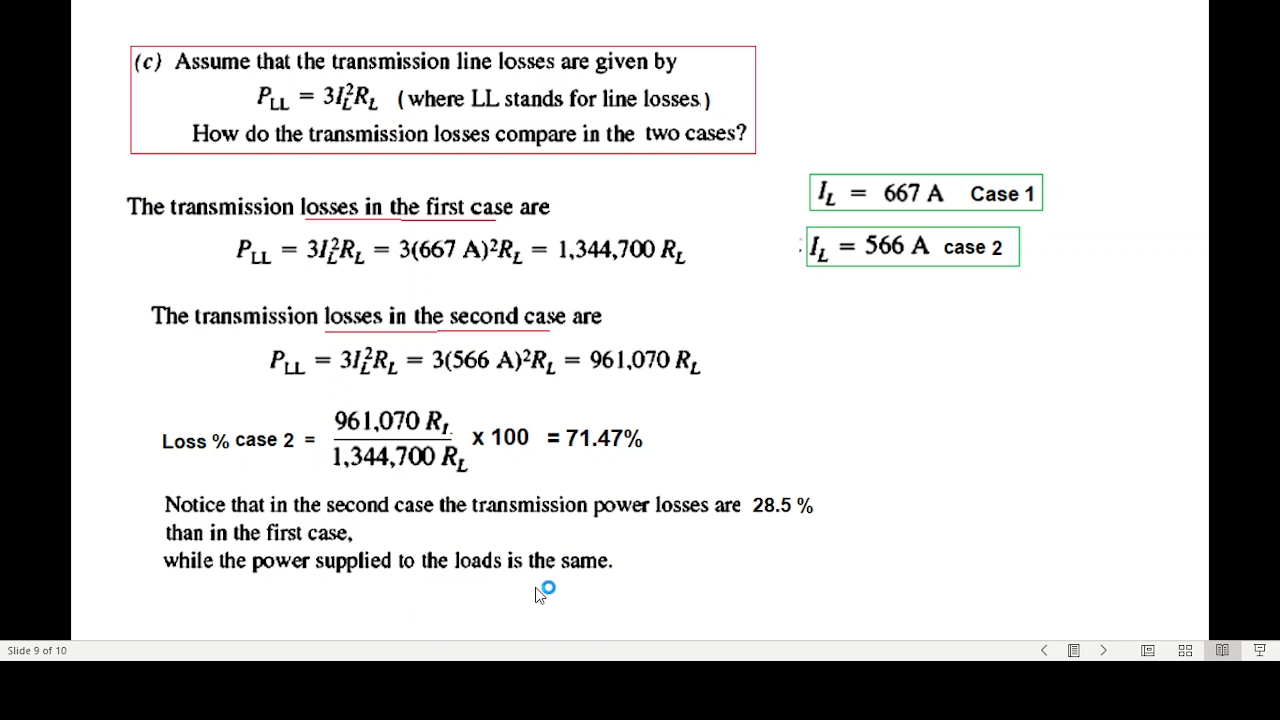 (c) Assume that the transmission line losses are given by
P_LL = 3I_L²R_L (where LL stands for line losses)
How do the transmission losses compare in the two cases?
I_L = 667 A Case 1
The transmission losses in the first case are
P_LL = 3I_L²R_L = 3(667 A)²R_L = 1,344,700 R_L
: I_L = 566 A case 2
The transmission losses in the second case are
P_LL = 3I_L²R_L = 3(566 A)²R_L = 961,070 R_L
Loss % case 2 = 961,070 R_L / 1,344,700 R_L x 100 = 71.47%
Notice that in the second case the transmission power losses are 28.5 %
than in the first case,
while the power supplied to the loads is the same.
Slide 9 of 10